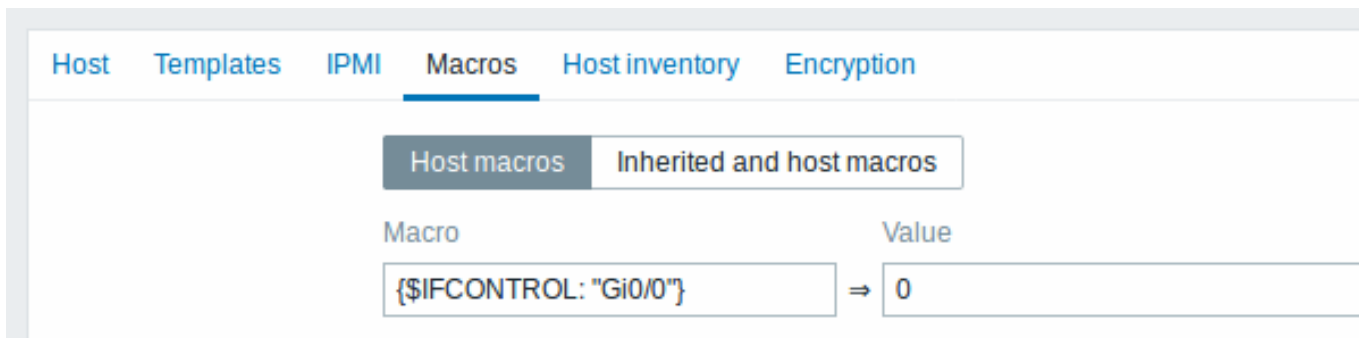 Host Templates IPMI Macros Host inventory Encryption
Host macros Inherited and host macros
Macro Value
{$IFCONTROL: "Gi0/0"} ⇒ 0